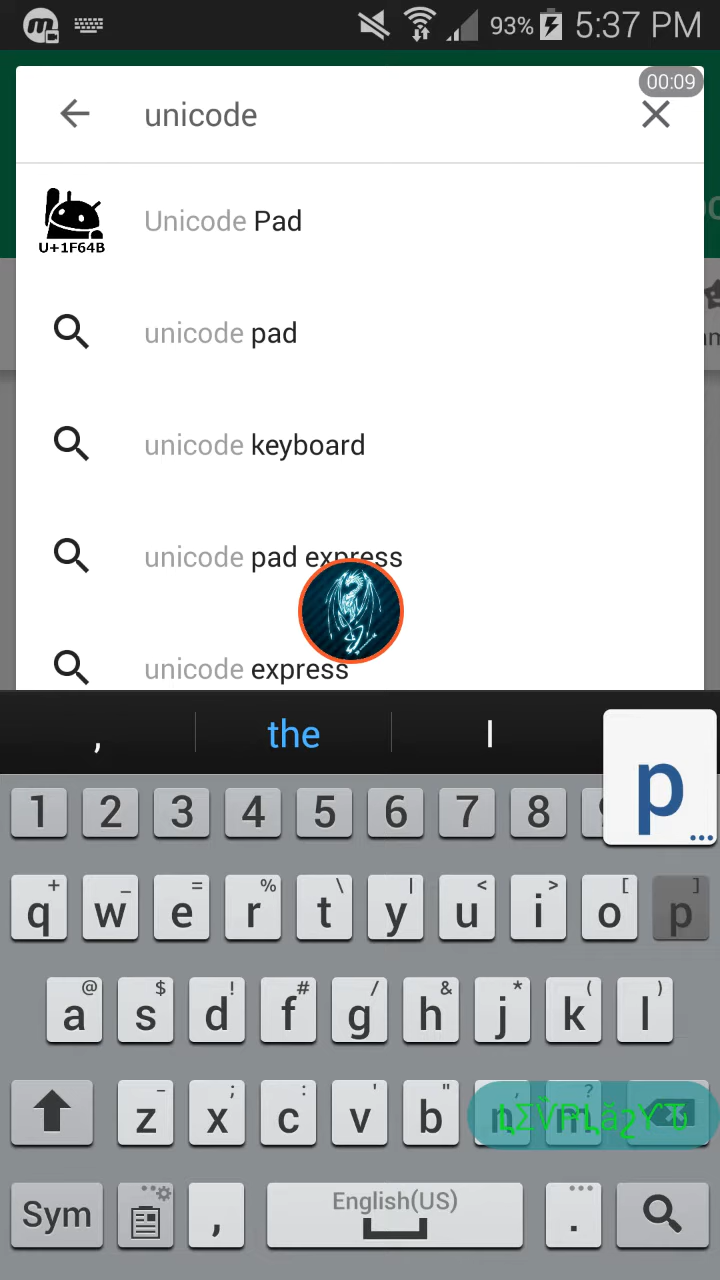 93% 5:37 PM
00:09
unicode
U+1F64B
Unicode Pad
unicode pad
unicode keyboard
unicode pad express
unicode express
, the I
p
1 2 3 4 5 6 7 8
+ _ = % \ | < > [ ]
q w e r t y u i o p
@ $ ! # / & * ( )
a s d f g h j k l
- ; : ' " , ?
z x c v b n m
English(US)
Sym , .